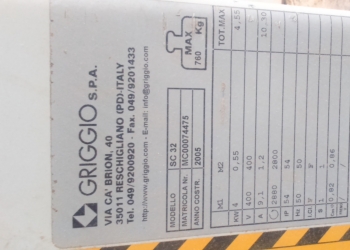 GRIGGIO S.P.A.
VIA CA' BRION, 40
35011 RESCHIGLIANO (PD)-ITALY
Tel. 049/9200920 - Fax. 049/9201433
http://www.griggio.com - E-mail: info@griggio.com
MODELLO SC 32
MATRICOLA Nr. MC00074475
ANNO COSTR. 2005
MAX 760 Kg
M1 M2 TOT.MAX
KW 4 0,55 4,55
V 400 400
A 9,1 1,2 10,30
2880 2800
IP 54 54
Hz 50 50
0,82 0,86